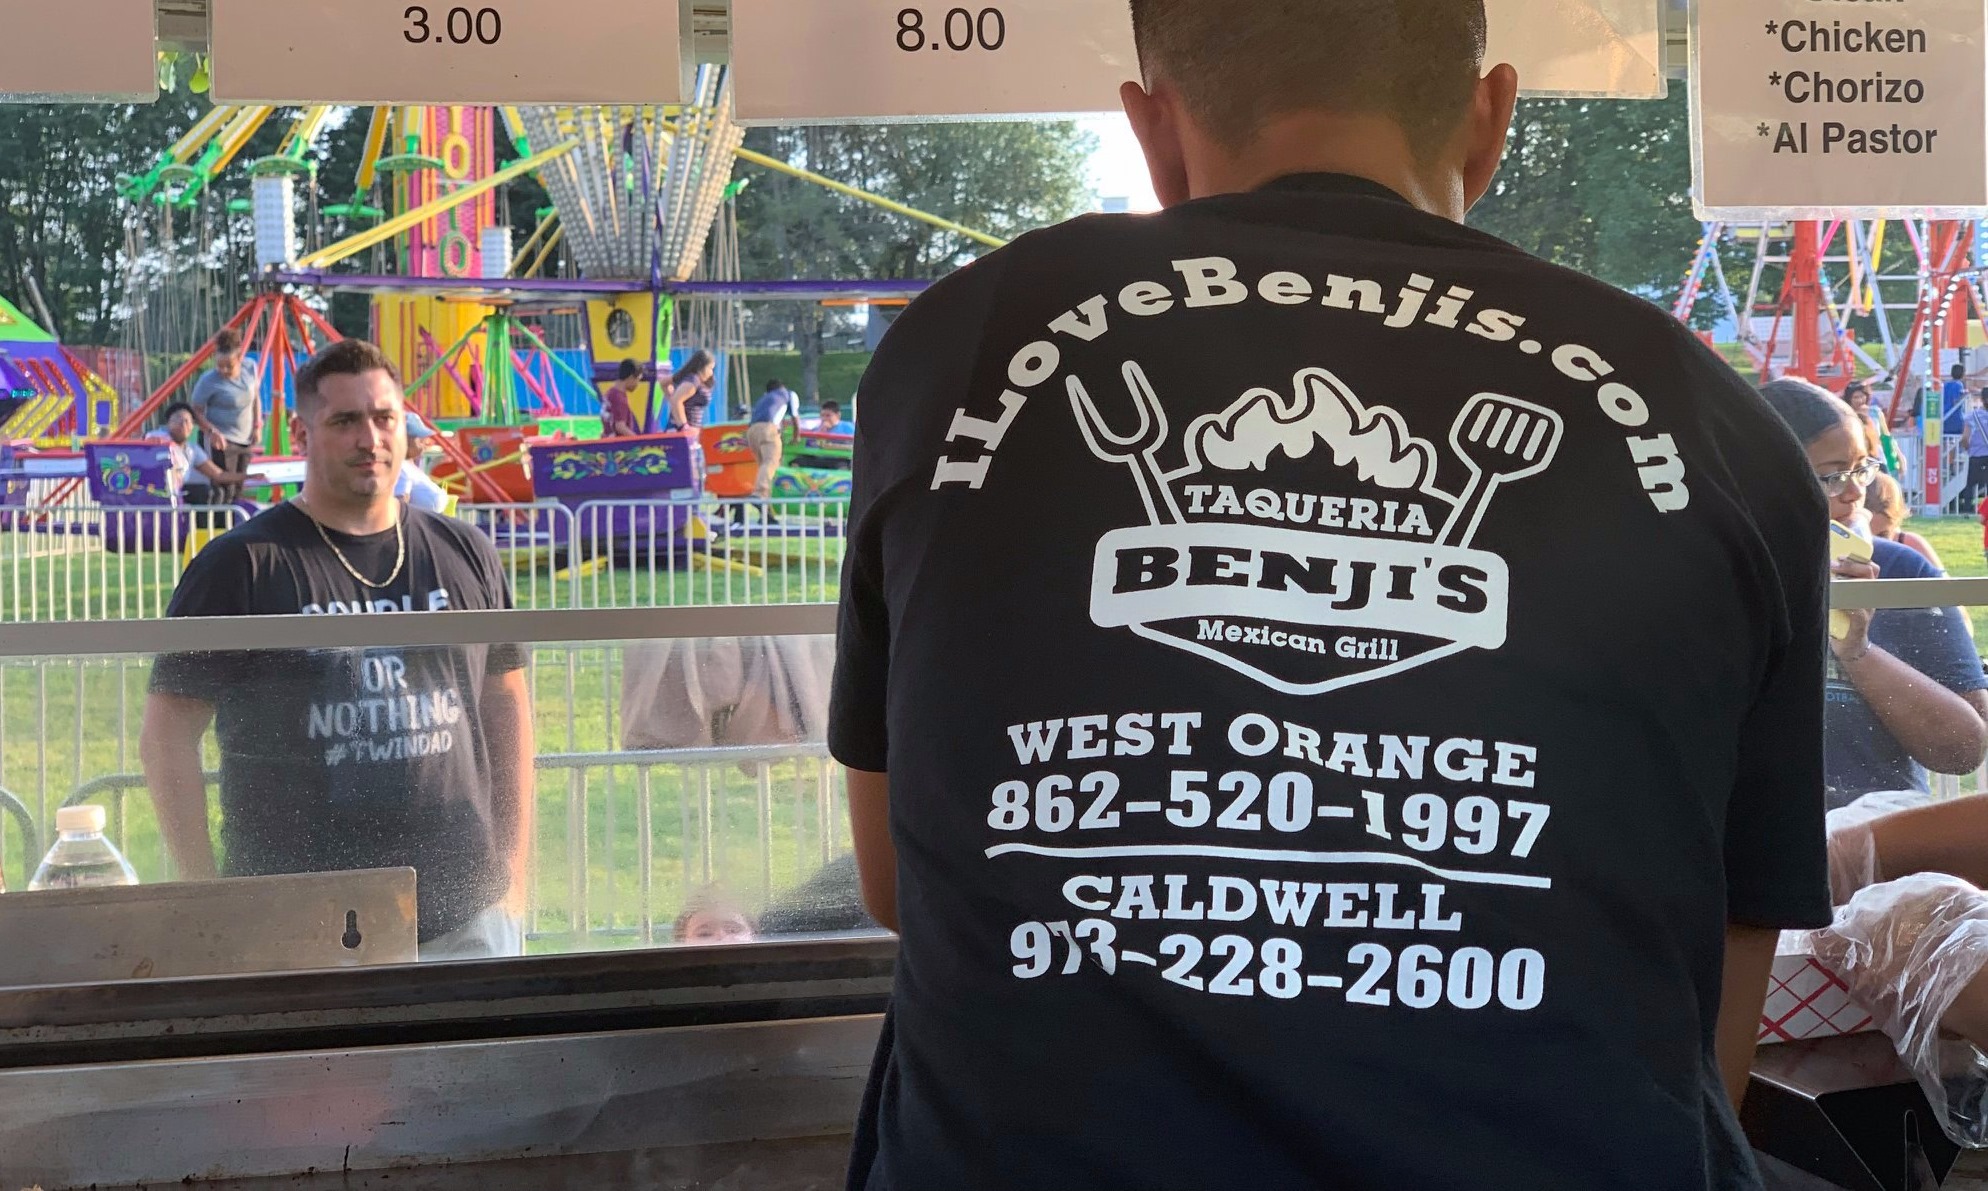 3.00
8.00
*Chicken
*Chorizo
*Al Pastor
ILoveBenjis.com
TAQUERIA
BENJI'S
Mexican Grill
WEST ORANGE
862-520-1997
CALDWELL
973-228-2600
OR
NOTHING
#TWINDAD